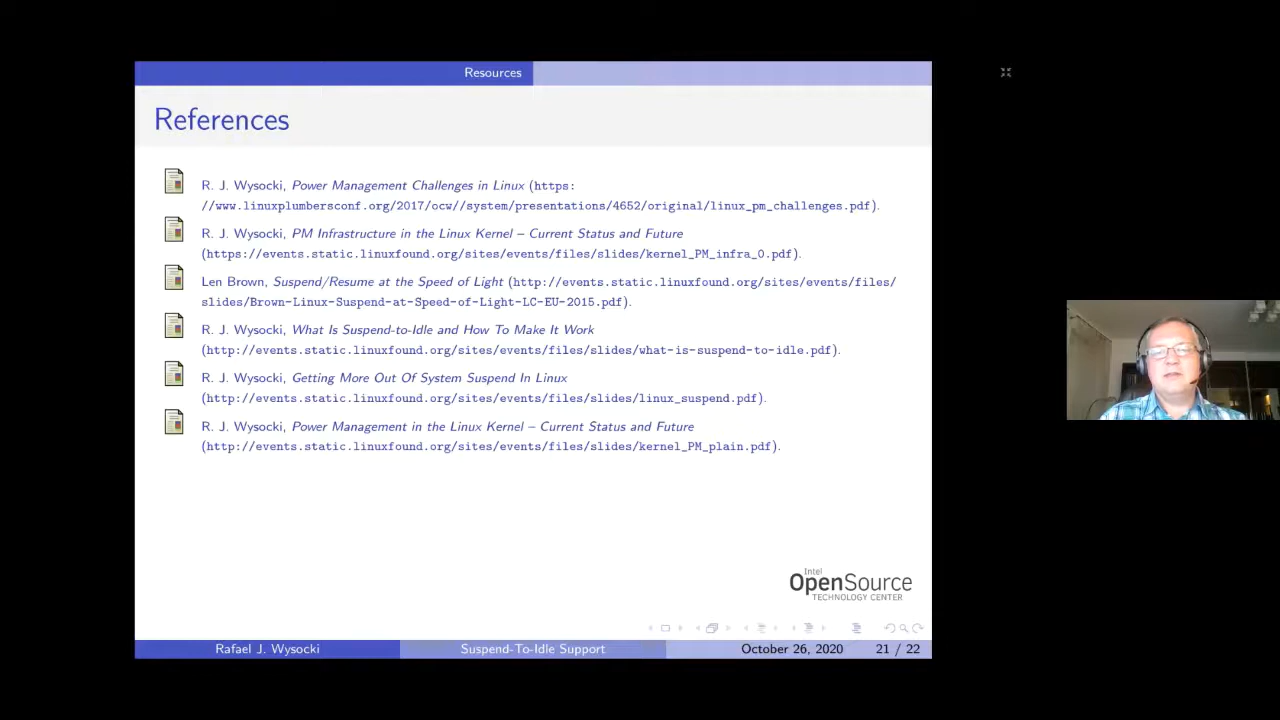 Resources
References
R. J. Wysocki, Power Management Challenges in Linux (https:
//www.linuxplumbersconf.org/2017/ocw//system/presentations/4652/original/linux_pm_challenges.pdf).
R. J. Wysocki, PM Infrastructure in the Linux Kernel – Current Status and Future
(https://events.static.linuxfound.org/sites/events/files/slides/kernel_PM_infra_0.pdf).
Len Brown, Suspend/Resume at the Speed of Light (http://events.static.linuxfound.org/sites/events/files/
slides/Brown-Linux-Suspend-at-Speed-of-Light-LC-EU-2015.pdf).
R. J. Wysocki, What Is Suspend-to-Idle and How To Make It Work
(http://events.static.linuxfound.org/sites/events/files/slides/what-is-suspend-to-idle.pdf).
R. J. Wysocki, Getting More Out Of System Suspend In Linux
(http://events.static.linuxfound.org/sites/events/files/slides/linux_suspend.pdf).
R. J. Wysocki, Power Management in the Linux Kernel – Current Status and Future
(http://events.static.linuxfound.org/sites/events/files/slides/kernel_PM_plain.pdf).
Intel
OpenSource
TECHNOLOGY CENTER
Rafael J. Wysocki Suspend-To-Idle Support October 26, 2020 21 / 22